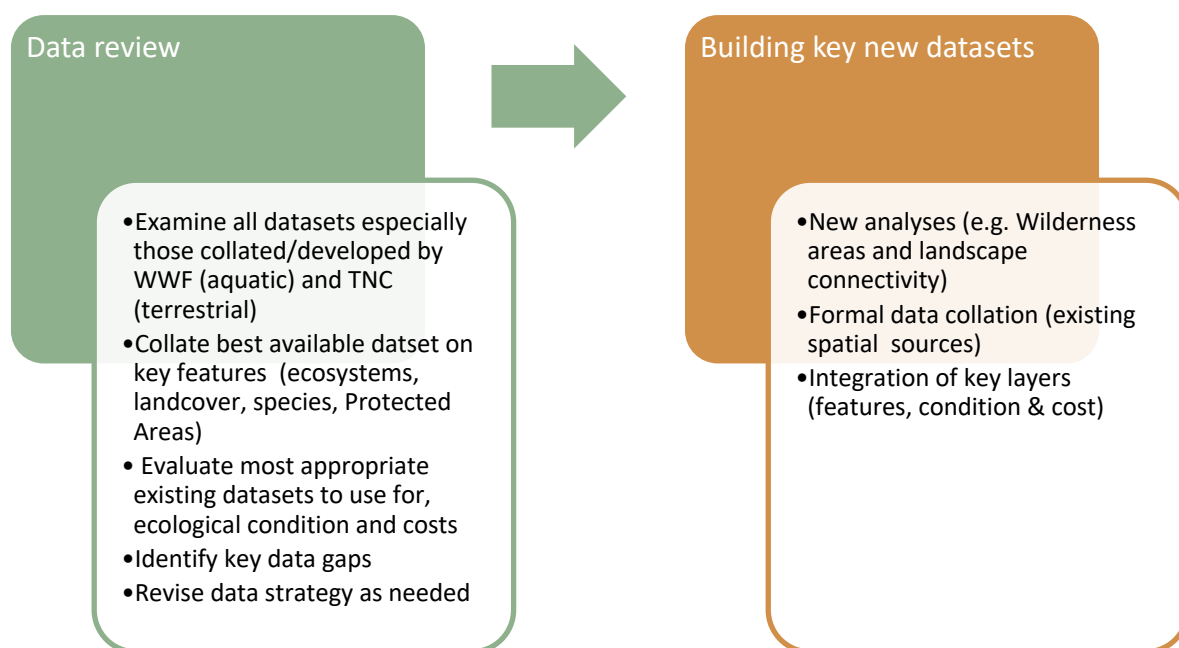 Data review
•Examine all datasets especially
those collated/developed by
WWF (aquatic) and TNC
(terrestrial)
•Collate best available datset on
key features (ecosystems,
landcover, species, Protected
Areas)
• Evaluate most appropriate
existing datasets to use for,
ecological condition and costs
•Identify key data gaps
•Revise data strategy as needed
Building key new datasets
•New analyses (e.g. Wilderness
areas and landscape
connectivity)
•Formal data collation (existing
spatial sources)
•Integration of key layers
(features, condition & cost)